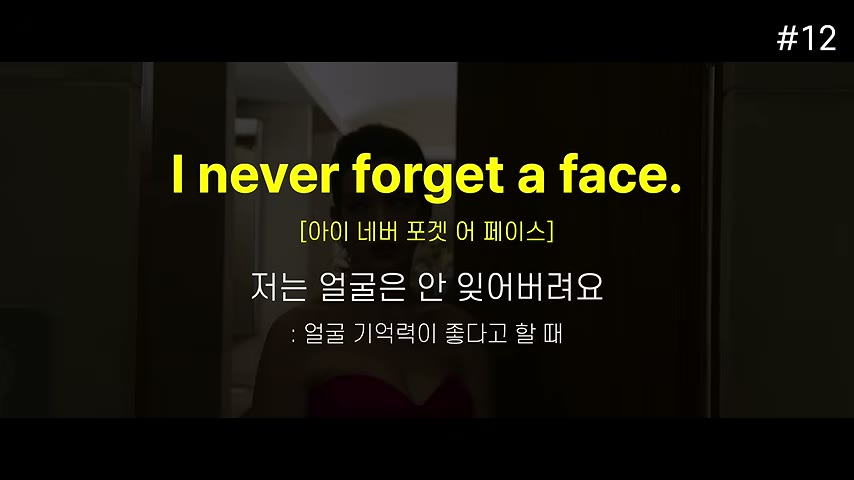 #12
I never forget a face.
[아이 네버 포겟 어 페이스]
저는 얼굴은 안 잊어버려요
: 얼굴 기억력이 좋다고 할 때